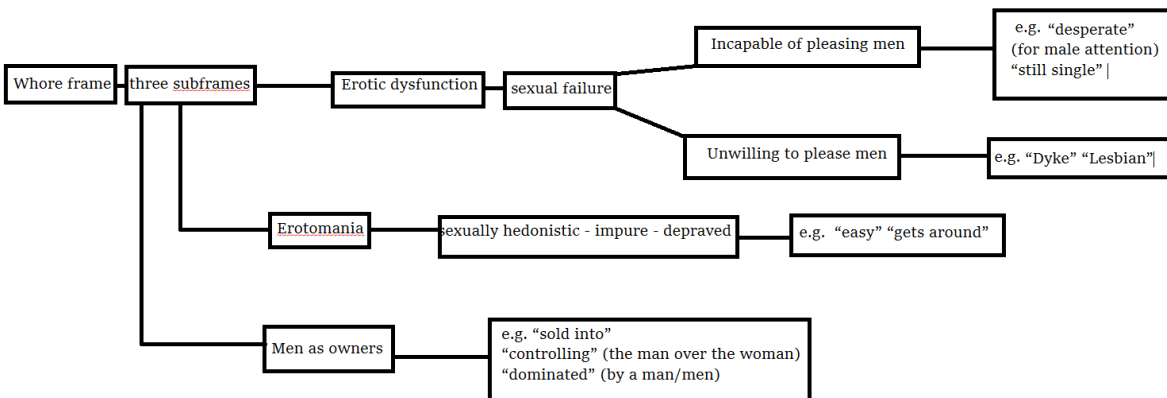 Whore frame
three subframes
Erotic dysfunction
sexual failure
Incapable of pleasing men
e.g. “desperate”
(for male attention)
“still single”
Unwilling to please men
e.g. “Dyke” “Lesbian”
Erotomania
sexually hedonistic - impure - depraved
e.g. “easy” “gets around”
Men as owners
e.g. “sold into”
“controlling” (the man over the woman)
“dominated” (by a man/men)